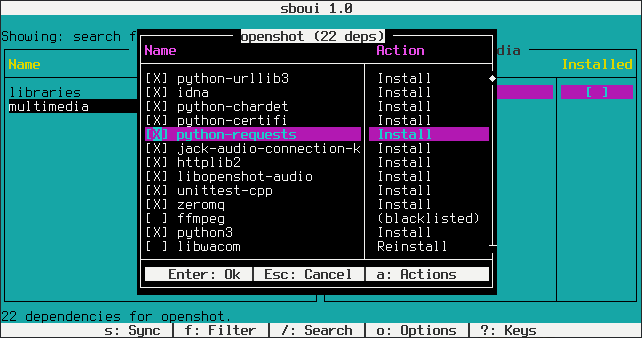 sboui 1.0
Showing: search f
openshot (22 deps)
dia
Name
Name
Action
Installed
[X] python-urllib3 Install
libraries [X] idna Install [ ]
multimedia [X] python-chardet Install
[X] python-certifi Install
[X] python-requests Install
[X] jack-audio-connection-k Install
[X] httplib2 Install
[X] libopenshot-audio Install
[X] unittest-cpp Install
[X] zeromq Install
[ ] ffmpeg (blacklisted)
[X] python3 Install
[ ] libwacom Reinstall
Enter: Ok Esc: Cancel a: Actions
22 dependencies for openshot.
s: Sync f: Filter /: Search o: Options ?: Keys